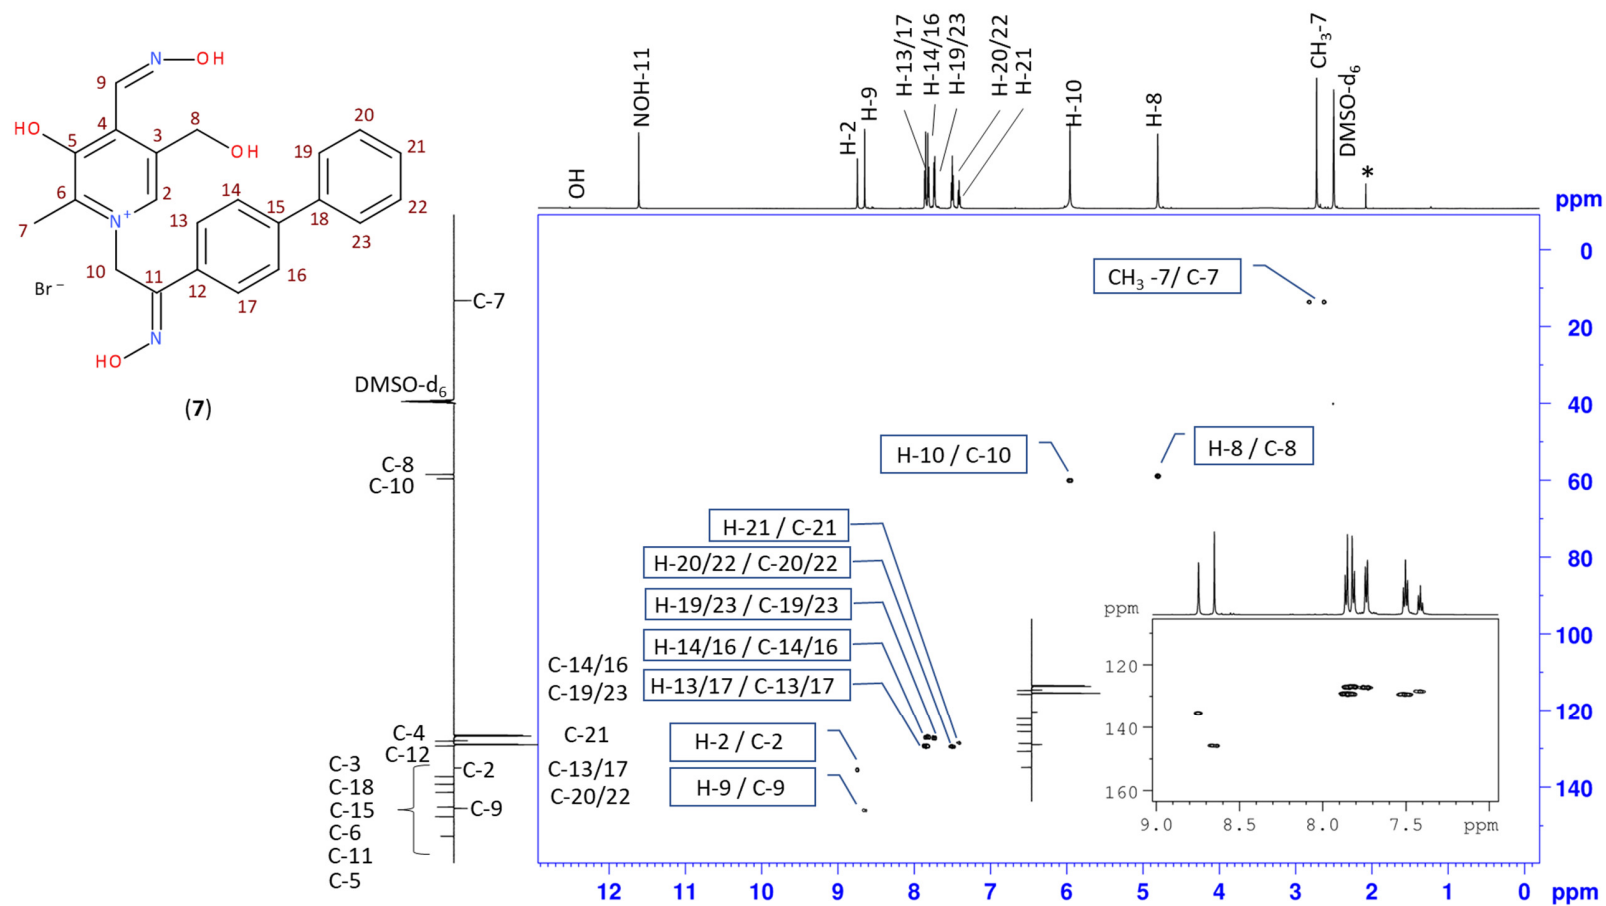 N OH
9
HO 8
5 4 3 OH
6 2
7 N+
10 11
Br−
N
HO
12 13 14 15 16 17
18 19 20 21 22 23
(7)
OH
NOH-11
H-2
H-9
H-13/17
H-14/16
H-19/23
H-20/22
H-21
H-10
H-8
CH3-7
DMSO-d6
*
ppm
C-7
DMSO-d6
C-8
C-10
C-4
C-12
C-3
C-18
C-15
C-6
C-11
C-5
C-2
C-9
C-14/16
C-19/23
C-21
C-13/17
C-20/22
CH3 -7/ C-7
H-10 / C-10
H-8 / C-8
H-21 / C-21
H-20/22 / C-20/22
H-19/23 / C-19/23
H-14/16 / C-14/16
H-13/17 / C-13/17
H-2 / C-2
H-9 / C-9
ppm
120
140
160
9.0 8.5 8.0 7.5 ppm
0
20
40
60
80
100
120
140
12 11 10 9 8 7 6 5 4 3 2 1 0 ppm